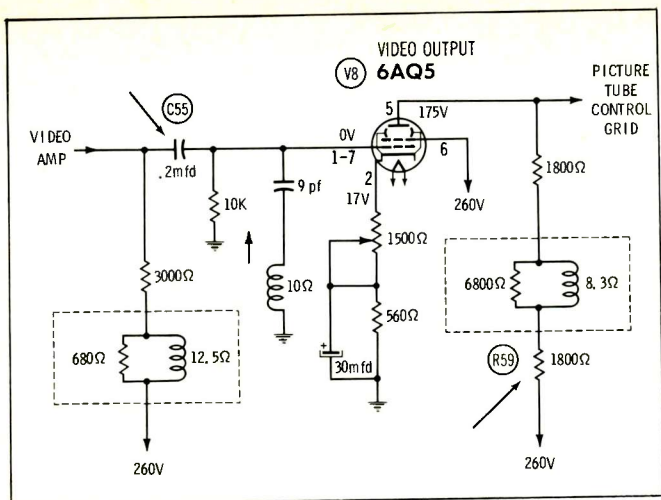 VIDEO OUTPUT
V8 6AQ5
PICTURE
TUBE
CONTROL
GRID
C55
5
175V
VIDEO
AMP
0V
1-7
6
.2mfd
2
9 pf
17V
260V
1800Ω
10K
1500Ω
3000Ω
10Ω
6800Ω
8.3Ω
560Ω
680Ω
12.5Ω
+
30mfd
R59
1800Ω
260V
260V